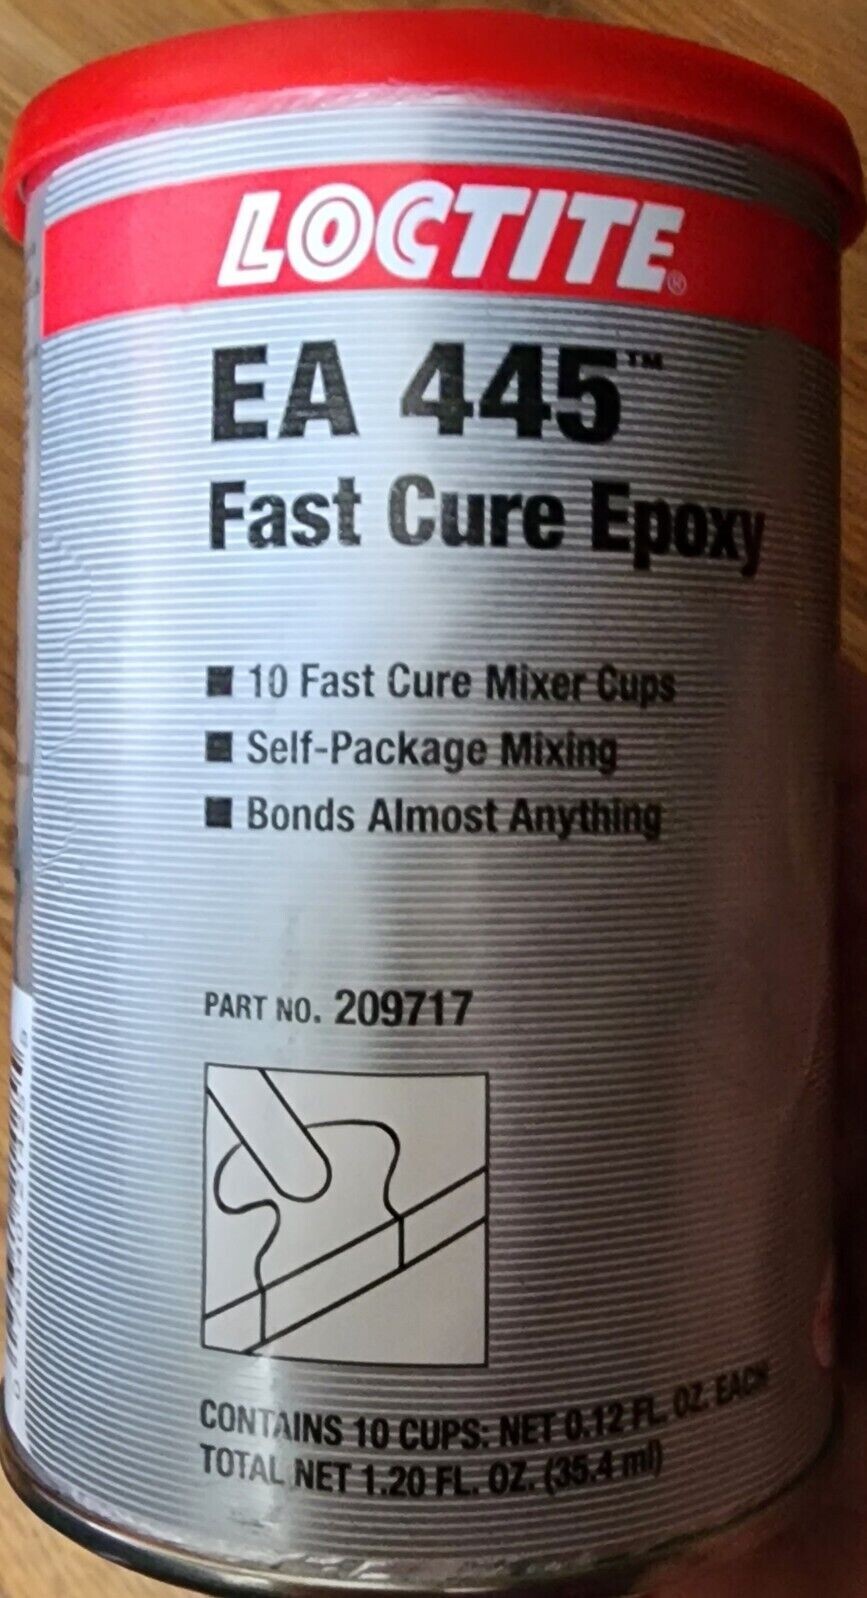 LOCTITE®
EA 445™
Fast Cure Epoxy
■ 10 Fast Cure Mixer Cups
■ Self-Package Mixing
■ Bonds Almost Anything
PART NO. 209717
CONTAINS 10 CUPS: NET 0.12 FL. OZ. EACH
TOTAL NET 1.20 FL. OZ. (35.4 ml)